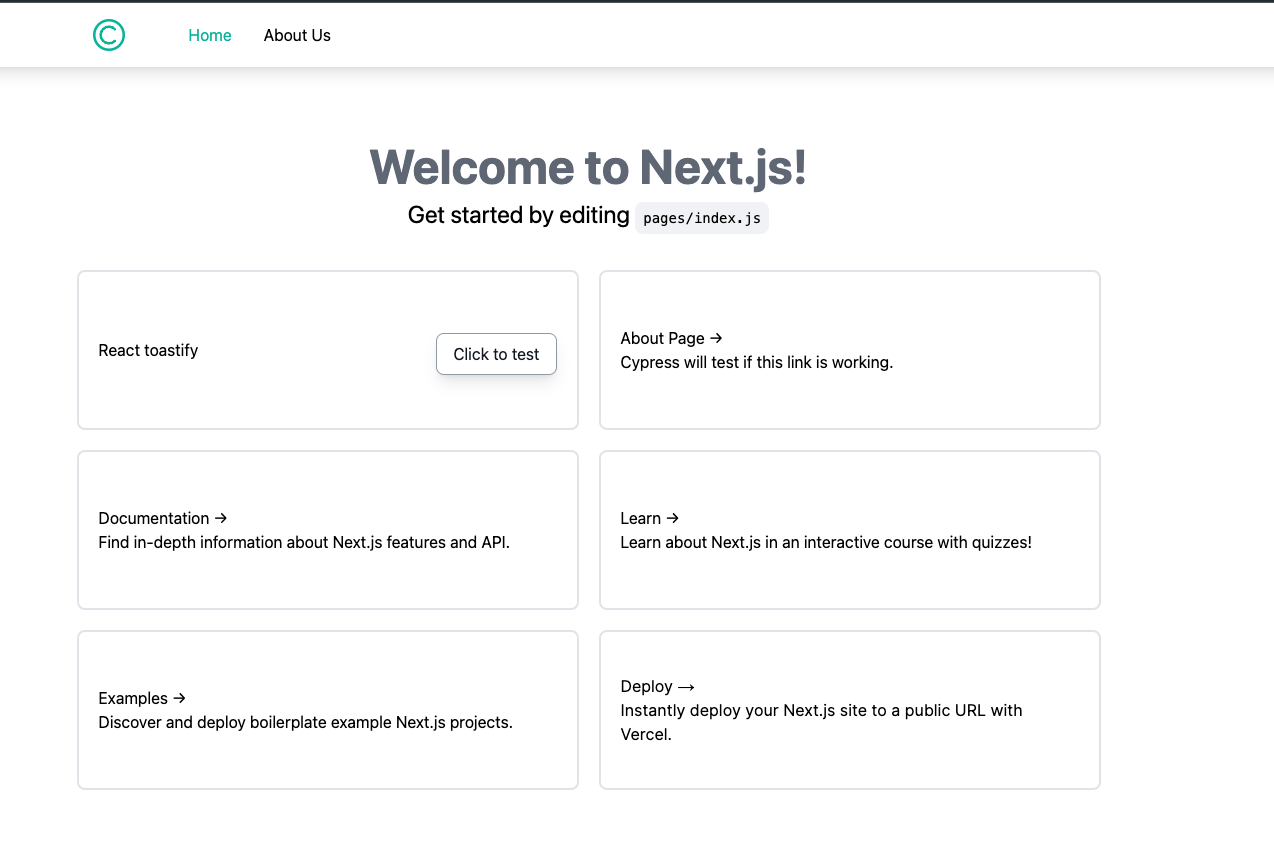 ©
Home
About Us
Welcome to Next.js!
Get started by editing pages/index.js
React toastify
Click to test
About Page →
Cypress will test if this link is working.
Documentation →
Find in-depth information about Next.js features and API.
Learn →
Learn about Next.js in an interactive course with quizzes!
Examples →
Discover and deploy boilerplate example Next.js projects.
Deploy →
Instantly deploy your Next.js site to a public URL with
Vercel.